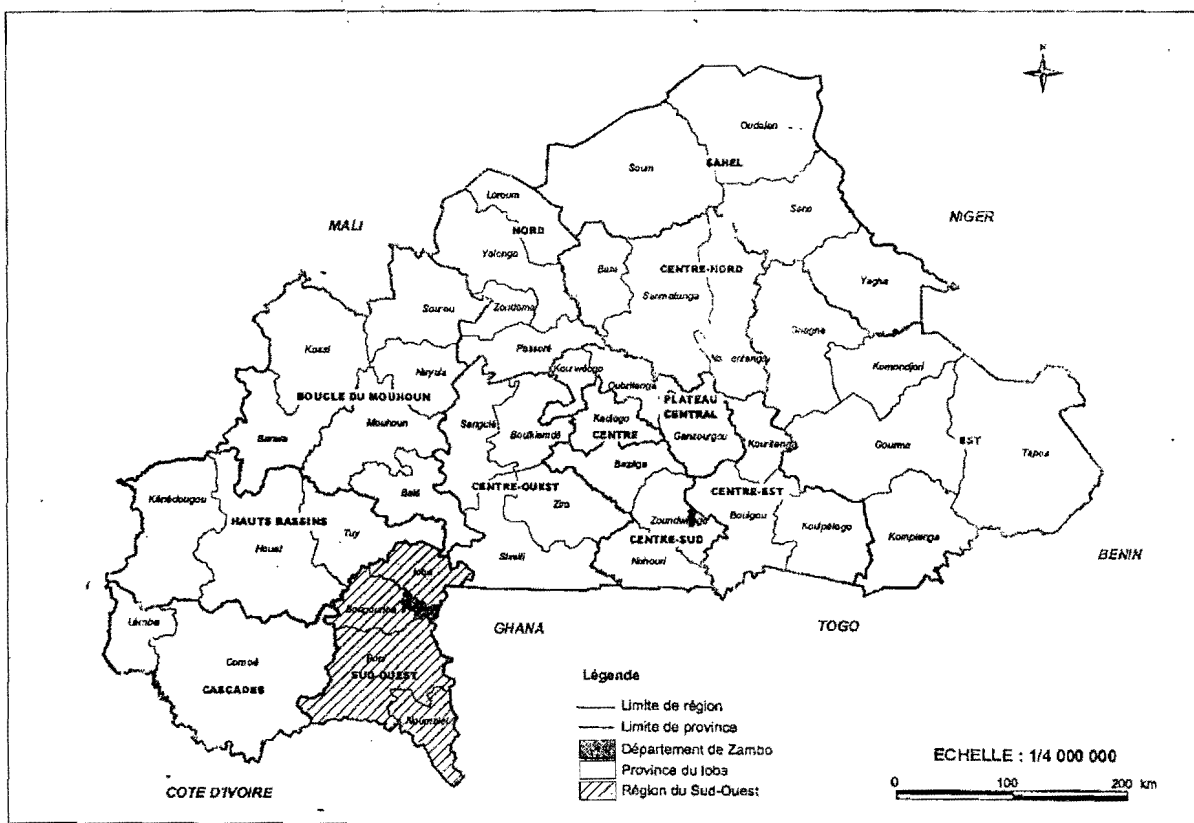 N
Oudalan
Soum
SAHEL
Loroum
MALI
NORD
Seno
NIGER
Yatenga
Bam
CENTRE-NORD
Yagha
Sanmatenga
Sourou
Zondoma
Gnagna
Kossi
Passoré
Komondjari
Nayala
Kourwéogo
Oubritenga
BOUCLE DU MOUHOUN
PLATEAU
CENTRAL
Mouhoun
Sanguié
Kadiogo
Banwa
Boulkiemdé
CENTRE
Ganzourgou
Kouritenga
Gourma
EST
Tapoa
Bazèga
Kénédougou
Balé
CENTRE-OUEST
CENTRE-EST
Ziro
HAUTS BASSINS
Zoundwéogo
Boulgou
Koulpélogo
Houet
Tuy
CENTRE-SUD
Kompienga
Sissili
Nahouri
BENIN
Ioba
Bougouriba
Léraba
GHANA
TOGO
Comoé
Poni
SUD-OUEST
CASCADES
Noumbiel
Légende
Limite de région
Limite de province
Département de Zambo
Province du Ioba
Région du Sud-Ouest
ECHELLE : 1/4 000 000
0 100 200 km
COTE D'IVOIRE